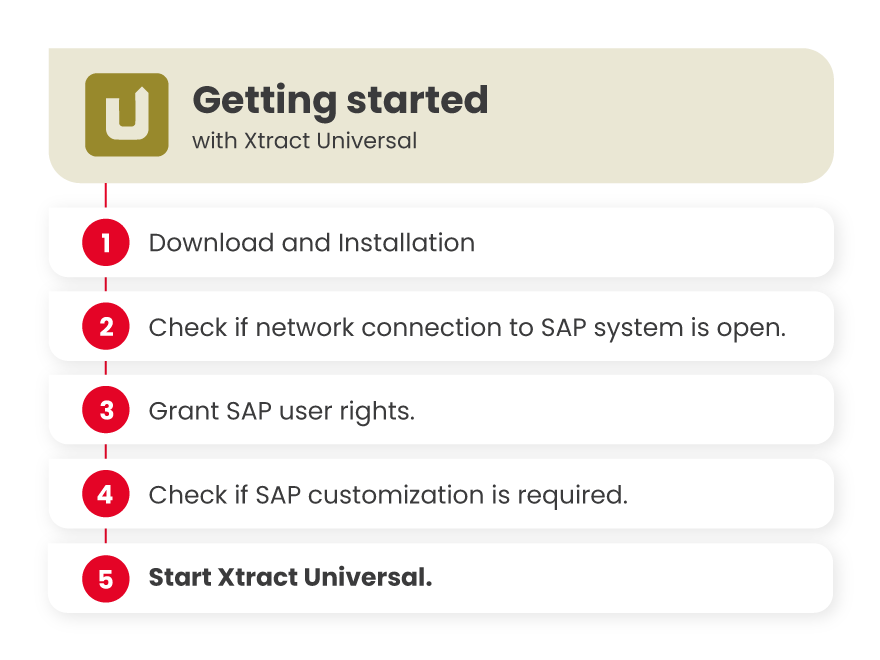 Getting started
with Xtract Universal
1 Download and Installation
2 Check if network connection to SAP system is open.
3 Grant SAP user rights.
4 Check if SAP customization is required.
5 Start Xtract Universal.